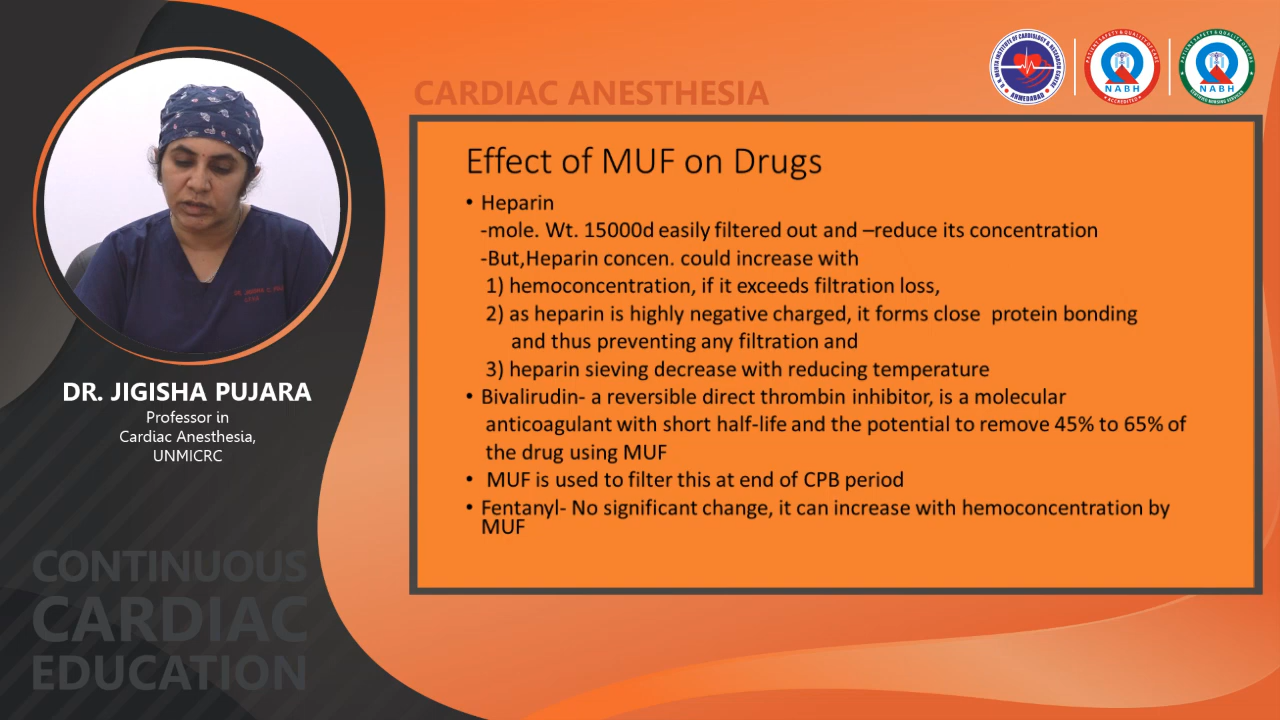 CARDIAC ANESTHESIA
Effect of MUF on Drugs
• Heparin
-mole. Wt. 15000d easily filtered out and –reduce its concentration
-But,Heparin concen. could increase with
1) hemoconcentration, if it exceeds filtration loss,
2) as heparin is highly negative charged, it forms close protein bonding
and thus preventing any filtration and
3) heparin sieving decrease with reducing temperature
• Bivalirudin- a reversible direct thrombin inhibitor, is a molecular
anticoagulant with short half-life and the potential to remove 45% to 65% of
the drug using MUF
• MUF is used to filter this at end of CPB period
• Fentanyl- No significant change, it can increase with hemoconcentration by
MUF
DR. JIGISHA PUJARA
Professor in
Cardiac Anesthesia,
UNMICRC
CONTINUOUS
CARDIAC
EDUCATION
NABH
NABH
AHMEDABAD
ACCREDITED